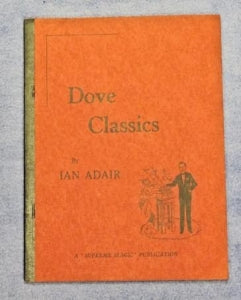 Dove
Classics
By
IAN ADAIR
A "SUPREME MAGIC" PUBLICATION